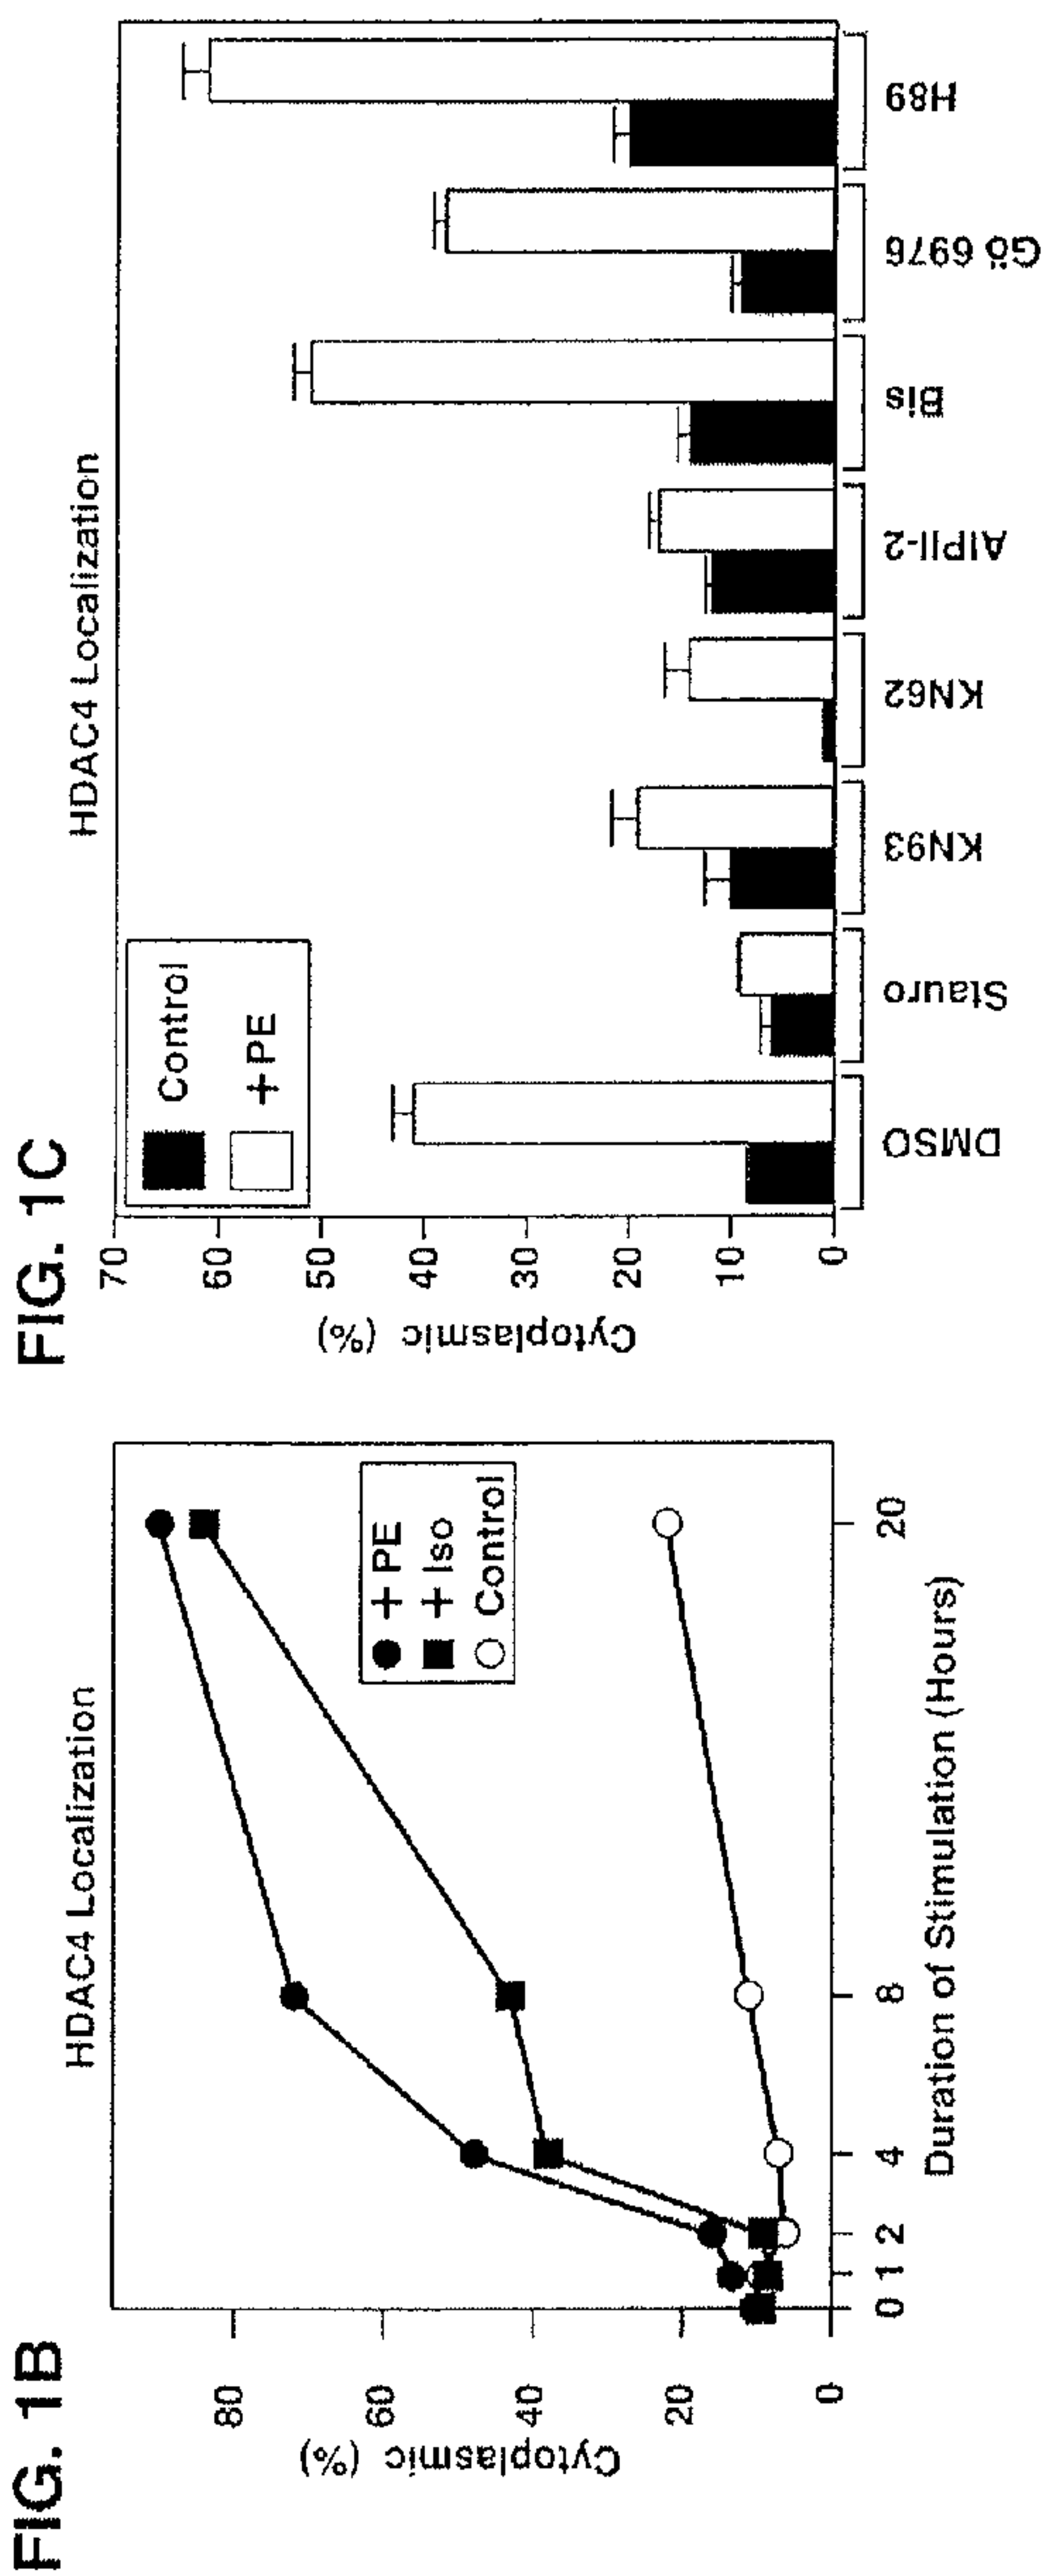 FIG. 1B
HDAC4 Localization
Cytoplasmic (%)
80
60
40
20
0
+PE
+Iso
Control
0 1 2 4 8 20
Duration of Stimulation (Hours)
FIG. 1C
HDAC4 Localization
Cytoplasmic (%)
70
60
50
40
30
20
10
0
Control
+PE
DMSO
Stauro
KN93
KN62
AIPII-2
Bis
Gö 6976
H89